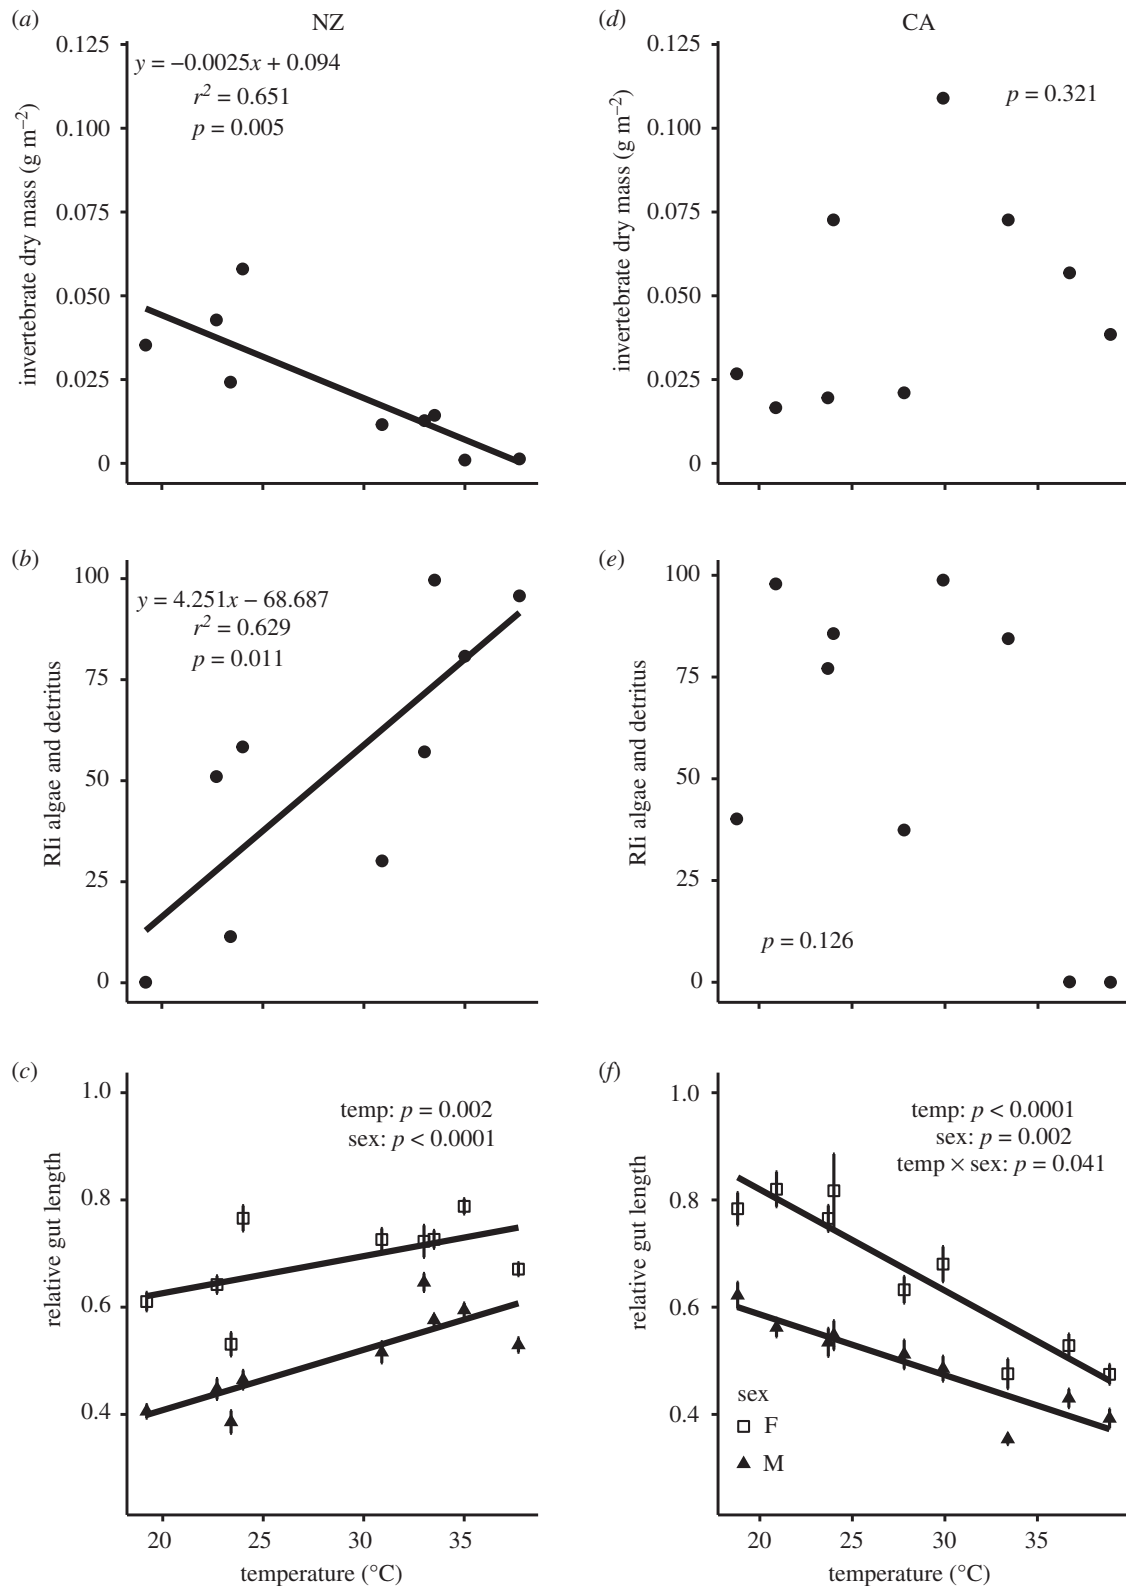 (a)
NZ
0.125
0.100
0.075
0.050
0.025
0
invertebrate dry mass (g m−2)
y = −0.0025x + 0.094
r2 = 0.651
p = 0.005
(d)
CA
0.125
0.100
0.075
0.050
0.025
0
invertebrate dry mass (g m−2)
p = 0.321
(b)
100
75
50
25
0
RIi algae and detritus
y = 4.251x − 68.687
r2 = 0.629
p = 0.011
(e)
100
75
50
25
0
RIi algae and detritus
p = 0.126
(c)
1.0
0.8
0.6
0.4
relative gut length
temp: p = 0.002
sex: p < 0.0001
20 25 30 35
temperature (°C)
(f)
1.0
0.8
0.6
0.4
relative gut length
temp: p < 0.0001
sex: p = 0.002
temp × sex: p = 0.041
sex
F
M
20 25 30 35
temperature (°C)